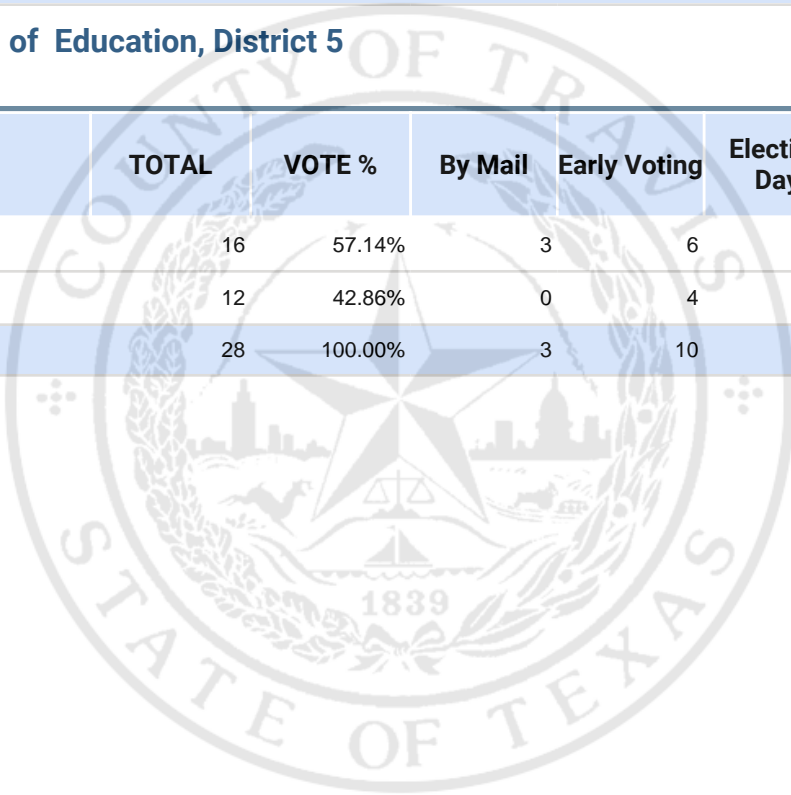 of Education, District 5
TOTAL VOTE % By Mail Early Voting
16 57.14% 3 6
12 42.86% 0 4
28 100.00% 3 10
COUNTY OF TRAVIS
1839
STATE OF TEXAS